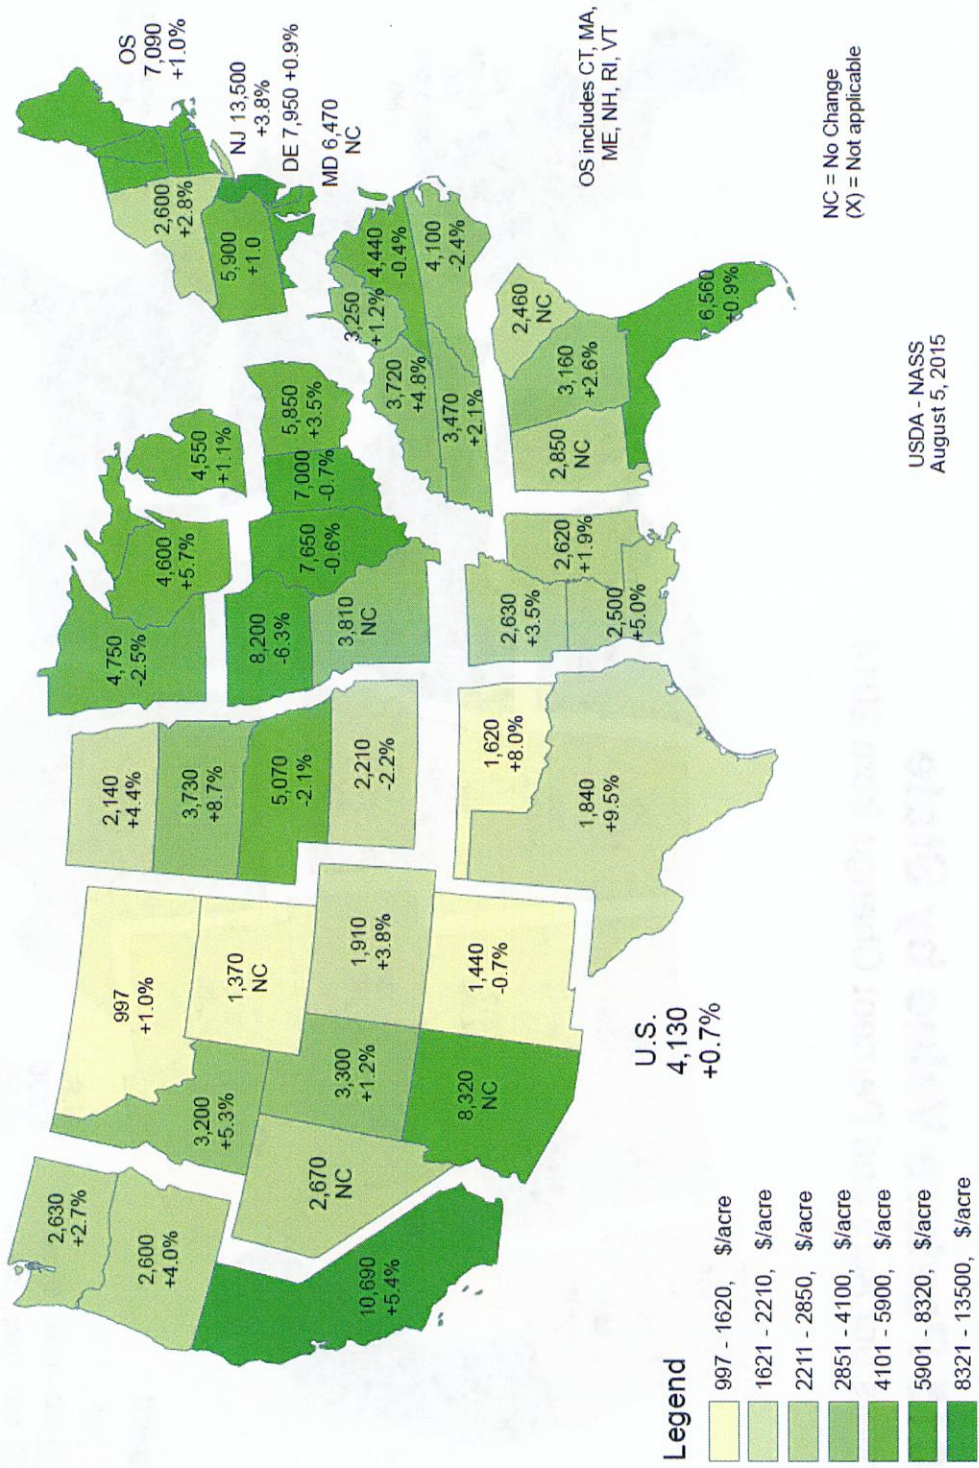 2,630
+2.7%
2,600
+4.0%
10,690
+5.4%
2,670
NC
3,200
+5.3%
997
+1.0%
1,370
NC
3,300
+1.2%
1,910
+3.8%
8,320
NC
1,440
-0.7%
2,140
+4.4%
3,730
+8.7%
5,070
-2.1%
2,210
-2.2%
1,620
+8.0%
1,840
+9.5%
4,750
-2.5%
4,600
+5.7%
4,550
+1.1%
8,200
-6.3%
3,810
NC
7,650
-0.6%
7,000
-0.7%
5,850
+3.5%
2,630
+3.5%
2,500
+5.0%
2,620
+1.9%
2,850
NC
3,160
+2.6%
2,460
NC
6,560
+0.9%
3,720
+4.8%
3,470
+2.1%
3,250
+1.2%
4,440
-0.4%
4,100
-2.4%
2,600
+2.8%
5,900
+1.0
OS
7,090
+1.0%
NJ 13,500
+3.8%
DE 7,950 +0.9%
MD 6,470
NC
OS includes CT, MA,
ME, NH, RI, VT
U.S.
4,130
+0.7%
NC = No Change
(X) = Not applicable
USDA - NASS
August 5, 2015
Legend
997 - 1620, $/acre
1621 - 2210, $/acre
2211 - 2850, $/acre
2851 - 4100, $/acre
4101 - 5900, $/acre
5901 - 8320, $/acre
8321 - 13500, $/acre